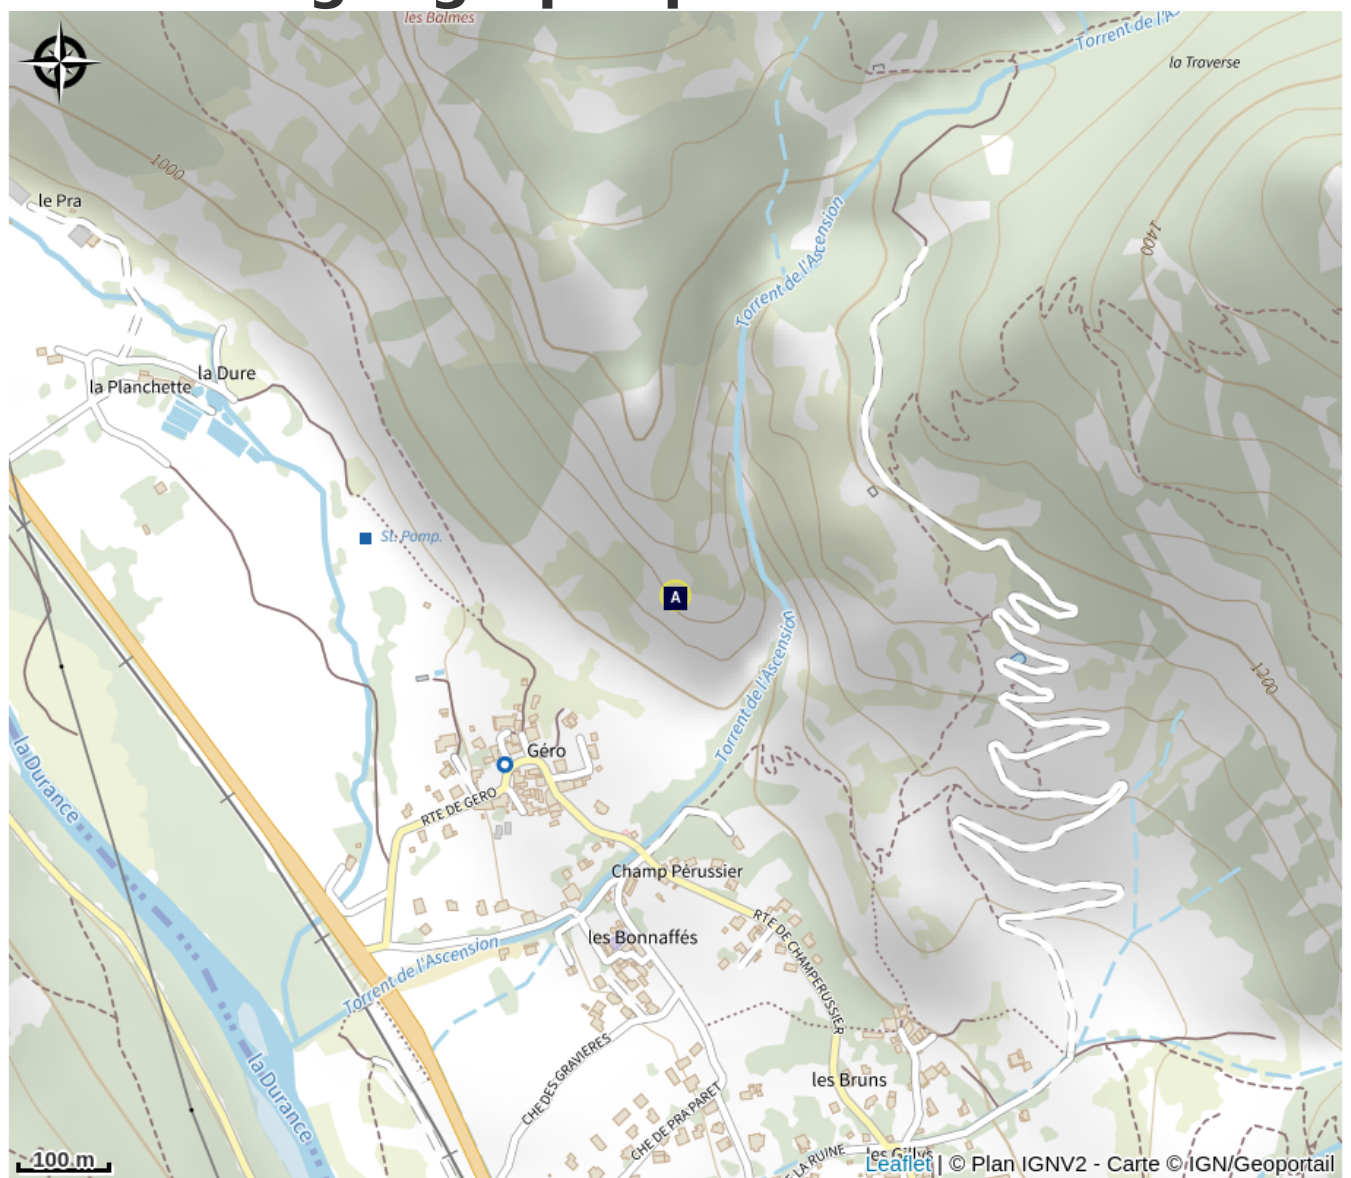 les Balmes
Torrent de l'A
la Traverse
1000
le Pra
Torrent de l'Ascension
1400
la Dure
la Planchette
St. Pomp.
A
Torrent de l'Ascension
1200
la Durance
Géro
RTE DE GERO
Champ Pérussier
RTE DE CHAMPERUSSIER
les Bonnaffés
Torrent de l'Ascension
CHE DES GRAVIERES
la Durance
les Bruns
CHE DE PRA PARET
LA RUINE
les Gillys
100 m
Leaflet | © Plan IGNV2 - Carte © IGN/Geoportail